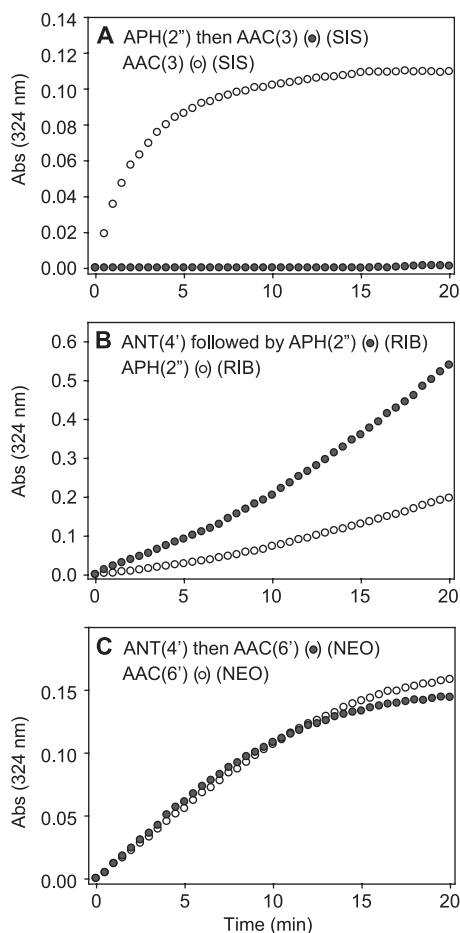 A APH(2") then AAC(3) (●) (SIS)
AAC(3) (○) (SIS)
Abs (324 nm)
0.14
0.12
0.10
0.08
0.06
0.04
0.02
0.00
0 5 10 15 20
B ANT(4') followed by APH(2") (●) (RIB)
APH(2") (○) (RIB)
Abs (324 nm)
0.6
0.5
0.4
0.3
0.2
0.1
0.0
0 5 10 15 20
C ANT(4') then AAC(6') (●) (NEO)
AAC(6') (○) (NEO)
Abs (324 nm)
0.15
0.10
0.05
0.00
0 5 10 15 20
Time (min)